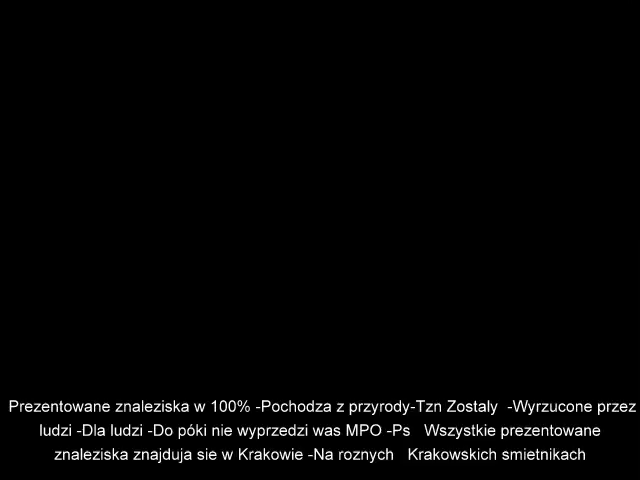 Prezentowane znaleziska w 100% -Pochodza z przyrody-Tzn Zostaly  -Wyrzucone przez
ludzi -Dla ludzi -Do póki nie wyprzedzi was MPO -Ps   Wszystkie prezentowane
znaleziska znajduja sie w Krakowie -Na roznych   Krakowskich smietnikach